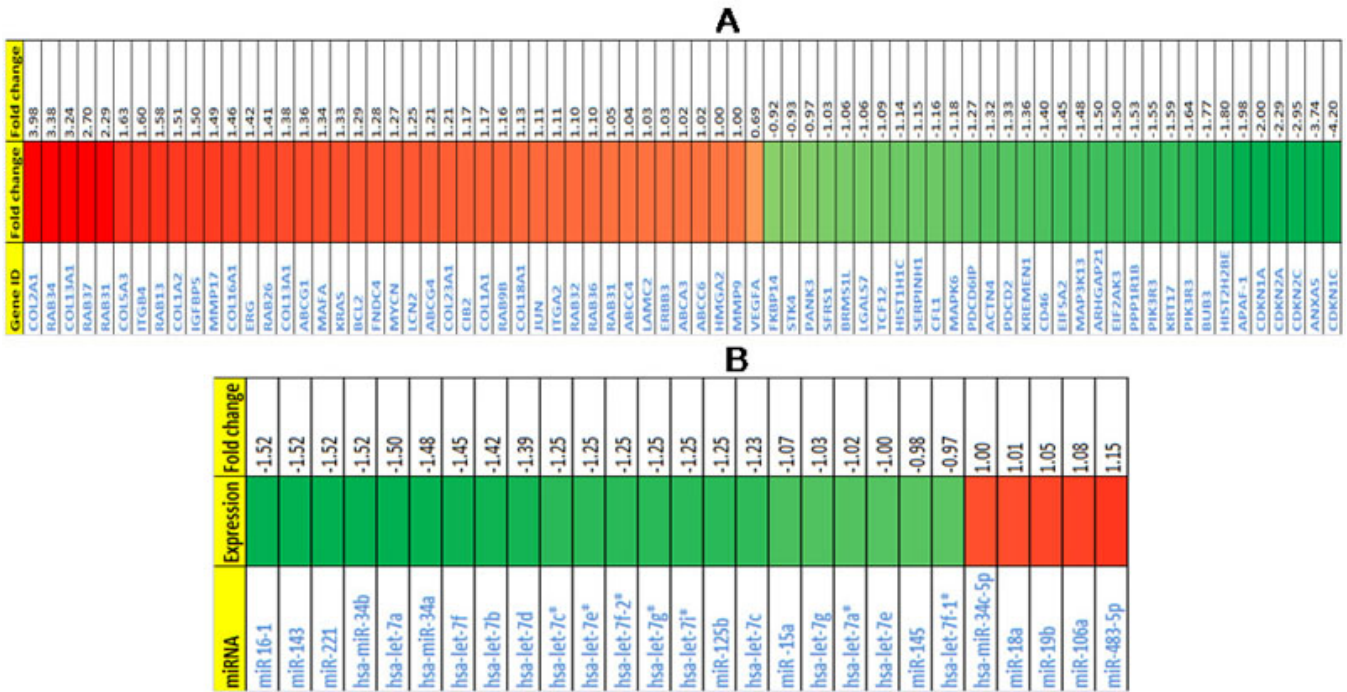 A
Fold change 3.98 3.38 3.24 2.70 2.29 1.63 1.60 1.58 1.51 1.50 1.49 1.46 1.42 1.41 1.38 1.36 1.34 1.33 1.29 1.28 1.27 1.25 1.21 1.21 1.17 1.17 1.16 1.13 1.11 1.11 1.10 1.10 1.05 1.04 1.03 1.03 1.02 1.02 1.00 1.00 0.69 -0.92 -0.93 -0.97 -1.03 -1.06 -1.06 -1.09 -1.14 -1.15 -1.16 -1.18 -1.27 -1.32 -1.33 -1.36 -1.40 -1.45 -1.48 -1.50 -1.50 -1.53 -1.55 -1.59 -1.64 -1.77 -1.80 -1.98 -2.00 -2.29 -2.95 -3.74 -4.20
Fold change
Gene ID COL2A1 RAB34 COL13A1 RAB37 RAB31 COL5A3 ITGB4 RAB13 COL1A2 IGFBP5 MMP17 COL16A1 ERG RAB26 COL13A1 ABCG1 MAFA KRAS BCL2 FNDC4 MYCN LCN2 ABCG4 COL23A1 CIB2 COL1A1 RAB9B COL18A1 JUN ITGA2 RAB32 RAB36 RAB31 ABCC4 LAMC2 ERBB3 ABCA3 ABCC6 HMGA2 MMP9 VEGFA FKBP14 STK4 PANK3 SFRS1 BRMS1L LGALS7 TCF12 HIST1H1C SERPINH1 CFL1 MAPK6 PDCD6IP ACTN4 PDCD2 KREMEN1 CD46 EIF5A2 MAP3K13 ARHGAP21 EIF2AK3 PPP1R1B PIK3R3 KRT17 PIK3R3 BUB3 HIST2H2BE APAF-1 CDKN1A CDKN2A CDKN2C ANXA5 CDKN1C
B
Fold change -1.52 -1.52 -1.52 -1.52 -1.50 -1.48 -1.45 -1.42 -1.39 -1.25 -1.25 -1.25 -1.25 -1.25 -1.25 -1.23 -1.07 -1.03 -1.02 -1.00 -0.98 -0.97 1.00 1.01 1.05 1.08 1.15
Expression
miRNA miR 16-1 miR-143 miR-221 hsa-miR-34b hsa-let-7a hsa-miR-34a hsa-let-7f hsa-let-7b hsa-let-7d hsa-let-7c* hsa-let-7e* hsa-let-7f-2* hsa-let-7g* hsa-let-7i* miR-125b hsa-let-7c miR -15a hsa-let-7g hsa-let-7a* hsa-let-7e miR-145 hsa-let-7f-1* hsa-miR-34c-5p miR-18a miR-19b miR-106a miR-483-5p